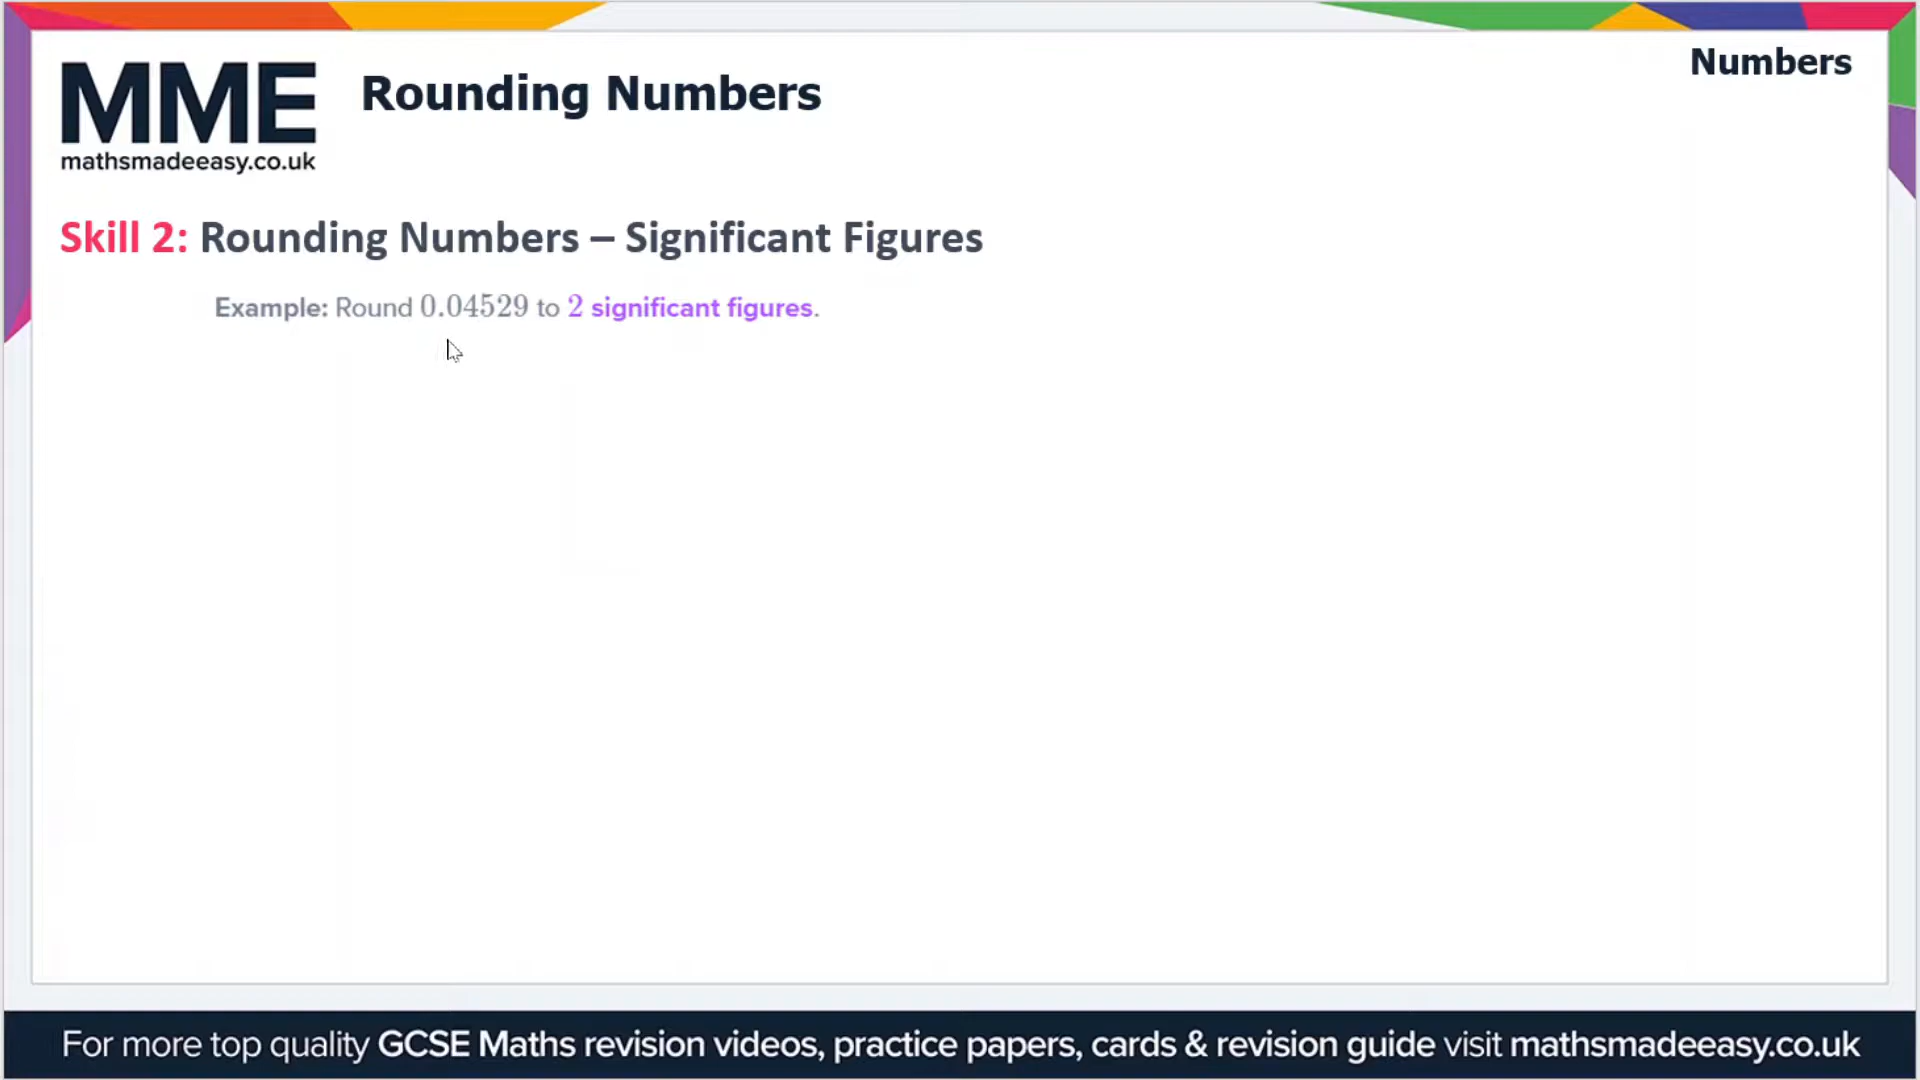 Numbers
MME
mathsmadeeasy.co.uk
Rounding Numbers
Skill 2: Rounding Numbers – Significant Figures
Example: Round 0.04529 to 2 significant figures.
For more top quality GCSE Maths revision videos, practice papers, cards & revision guide visit mathsmadeeasy.co.uk